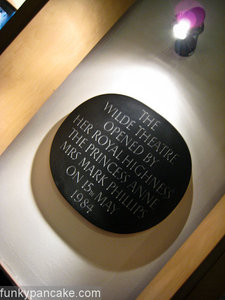 THE
WILDE THEATRE
OPENED BY
HER ROYAL HIGHNESS
THE PRINCESS ANNE
MRS MARK PHILLIPS
ON 15TH MAY
1984
funkypancake.com